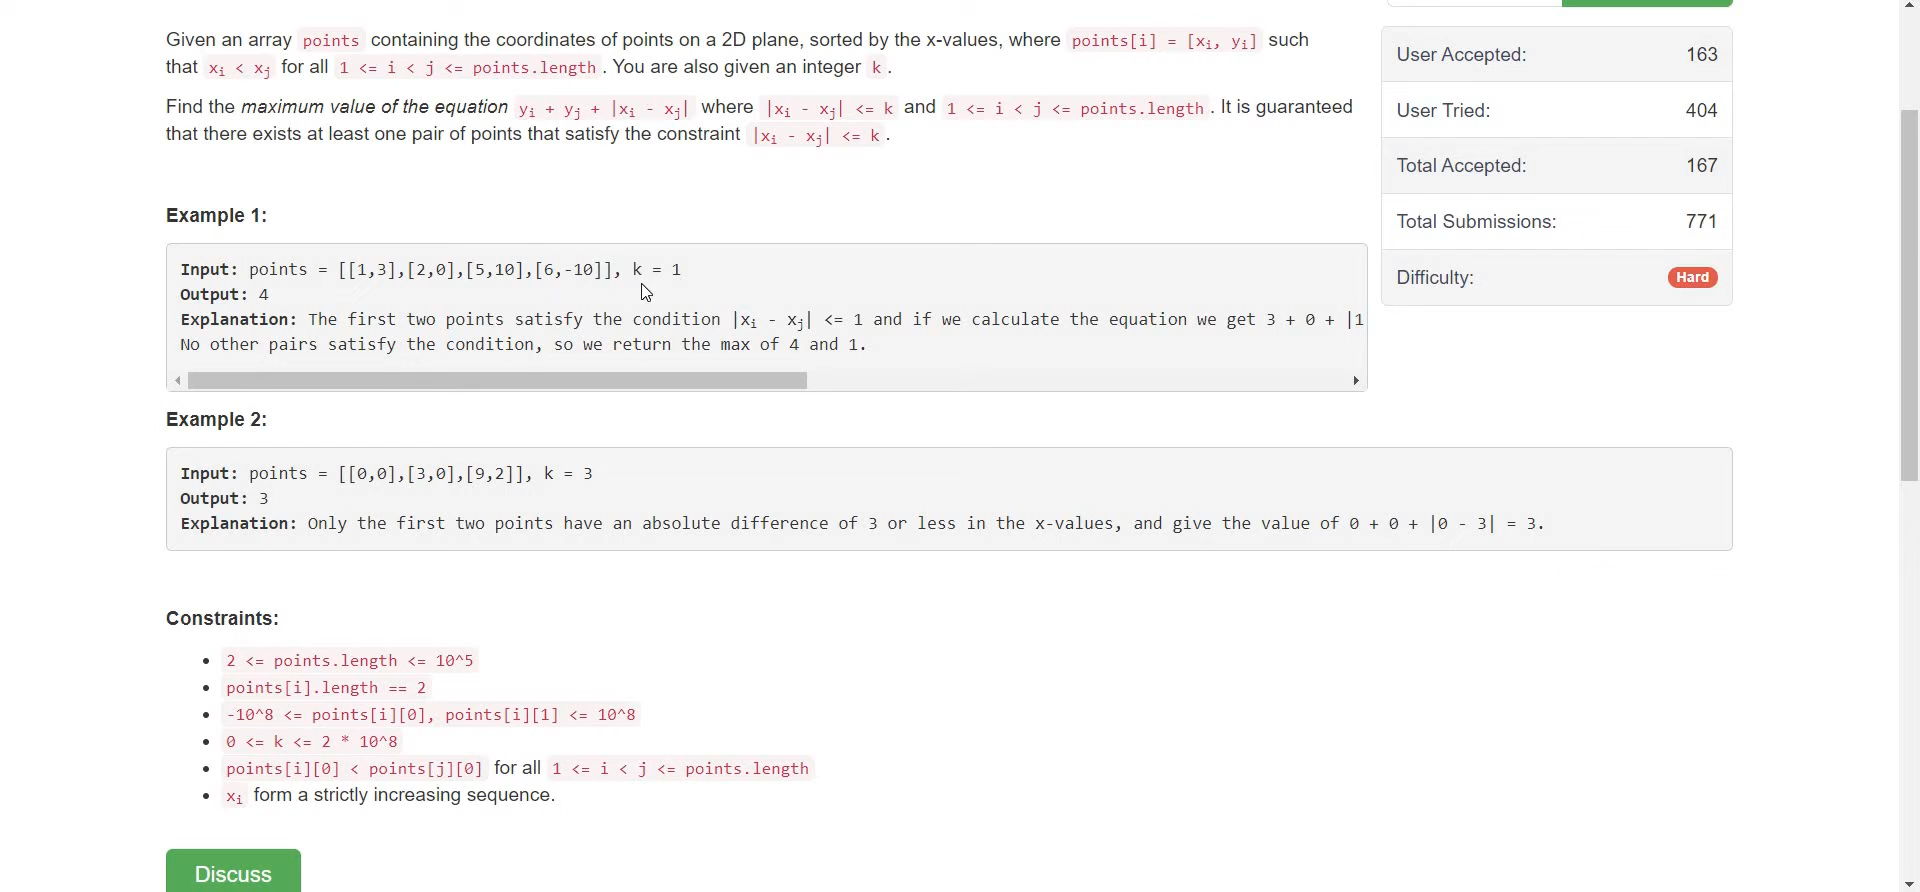 Given an array points containing the coordinates of points on a 2D plane, sorted by the x-values, where points[i] = [xᵢ, yᵢ] such
that xᵢ < xⱼ for all 1 <= i < j <= points.length . You are also given an integer k .
Find the maximum value of the equation yᵢ + yⱼ + |xᵢ - xⱼ| where |xᵢ - xⱼ| <= k and 1 <= i < j <= points.length . It is guaranteed
that there exists at least one pair of points that satisfy the constraint |xᵢ - xⱼ| <= k .
Example 1:
Input: points = [[1,3],[2,0],[5,10],[6,-10]], k = 1
Output: 4
Explanation: The first two points satisfy the condition |xᵢ - xⱼ| <= 1 and if we calculate the equation we get 3 + 0 + |1
No other pairs satisfy the condition, so we return the max of 4 and 1.
Example 2:
Input: points = [[0,0],[3,0],[9,2]], k = 3
Output: 3
Explanation: Only the first two points have an absolute difference of 3 or less in the x-values, and give the value of 0 + 0 + |0 - 3| = 3.
Constraints:
• 2 <= points.length <= 10^5
• points[i].length == 2
• -10^8 <= points[i][0], points[i][1] <= 10^8
• 0 <= k <= 2 * 10^8
• points[i][0] < points[j][0] for all 1 <= i < j <= points.length
• xᵢ form a strictly increasing sequence.
Discuss
User Accepted: 163
User Tried: 404
Total Accepted: 167
Total Submissions: 771
Difficulty: Hard